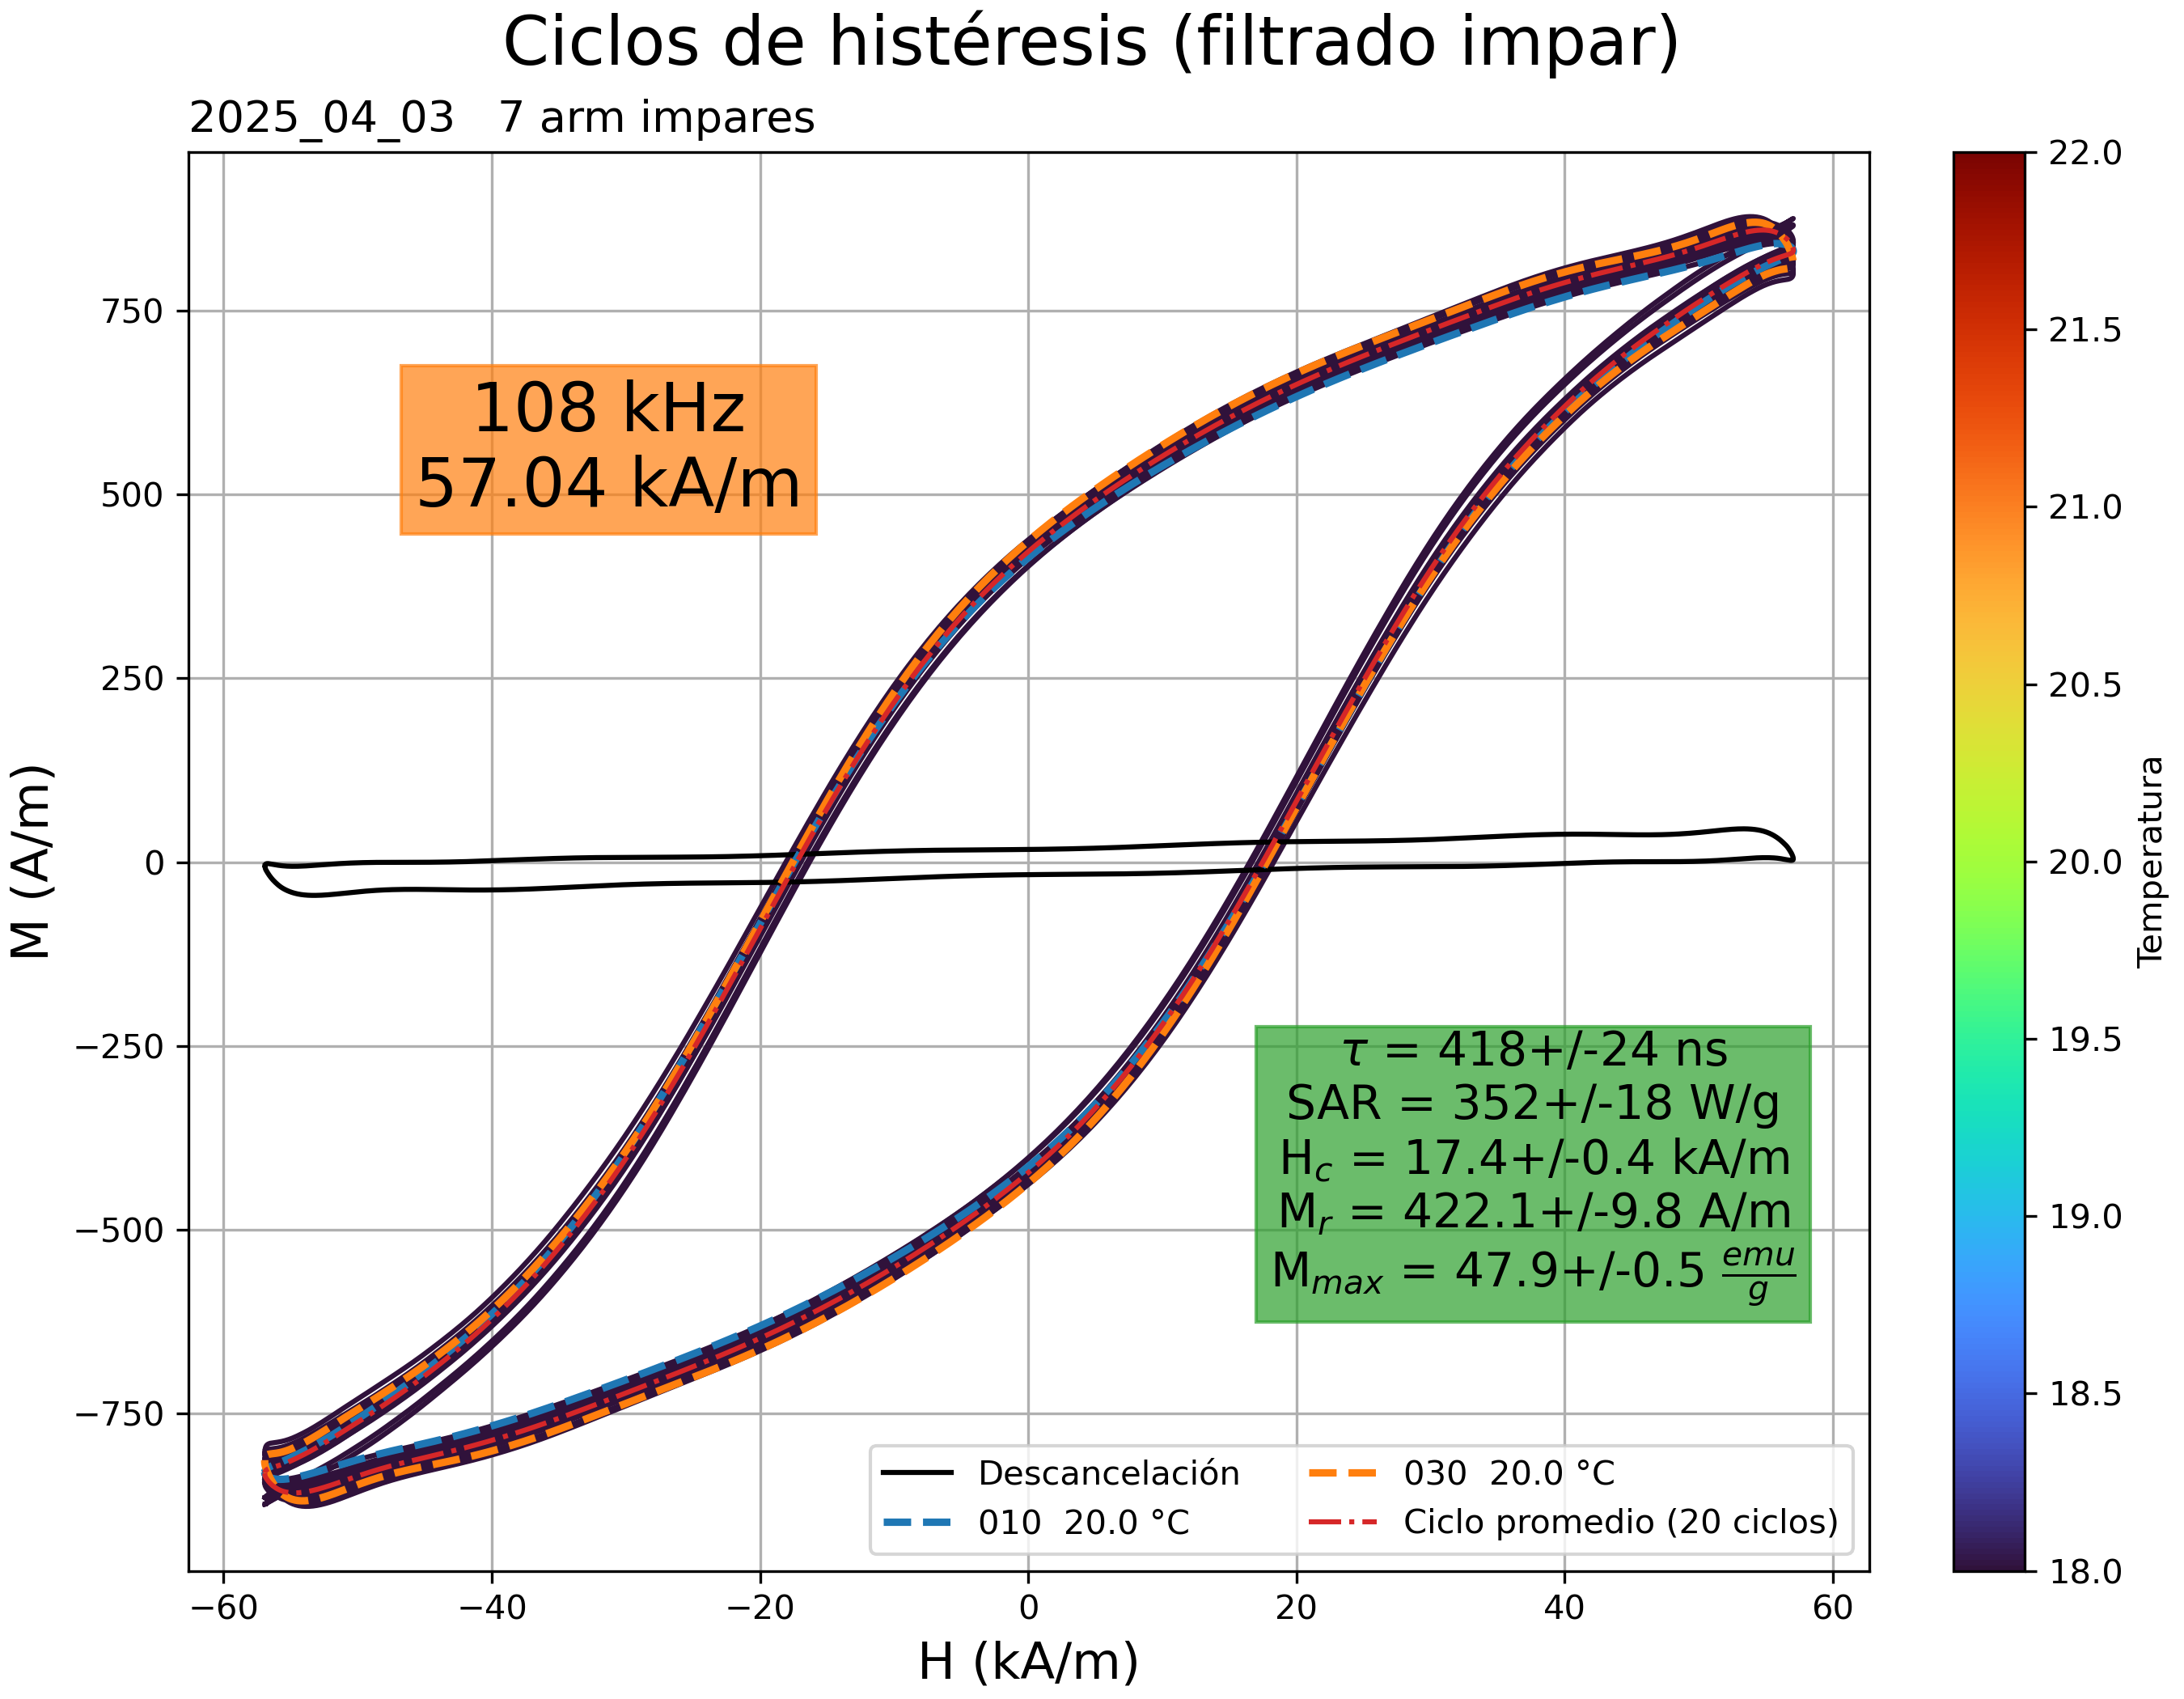 Ciclos de histéresis (filtrado impar)
2025_04_03   7 arm impares
108 kHz
57.04 kA/m
τ = 418+/-24 ns
SAR = 352+/-18 W/g
H_c = 17.4+/-0.4 kA/m
M_r = 422.1+/-9.8 A/m
M_max = 47.9+/-0.5 emu/g
Descancelación
010  20.0 °C
030  20.0 °C
Ciclo promedio (20 ciclos)
M (A/m)
750
500
250
0
−250
−500
−750
−60
−40
−20
0
20
40
60
H (kA/m)
22.0
21.5
21.0
20.5
20.0
19.5
19.0
18.5
18.0
Temperatura